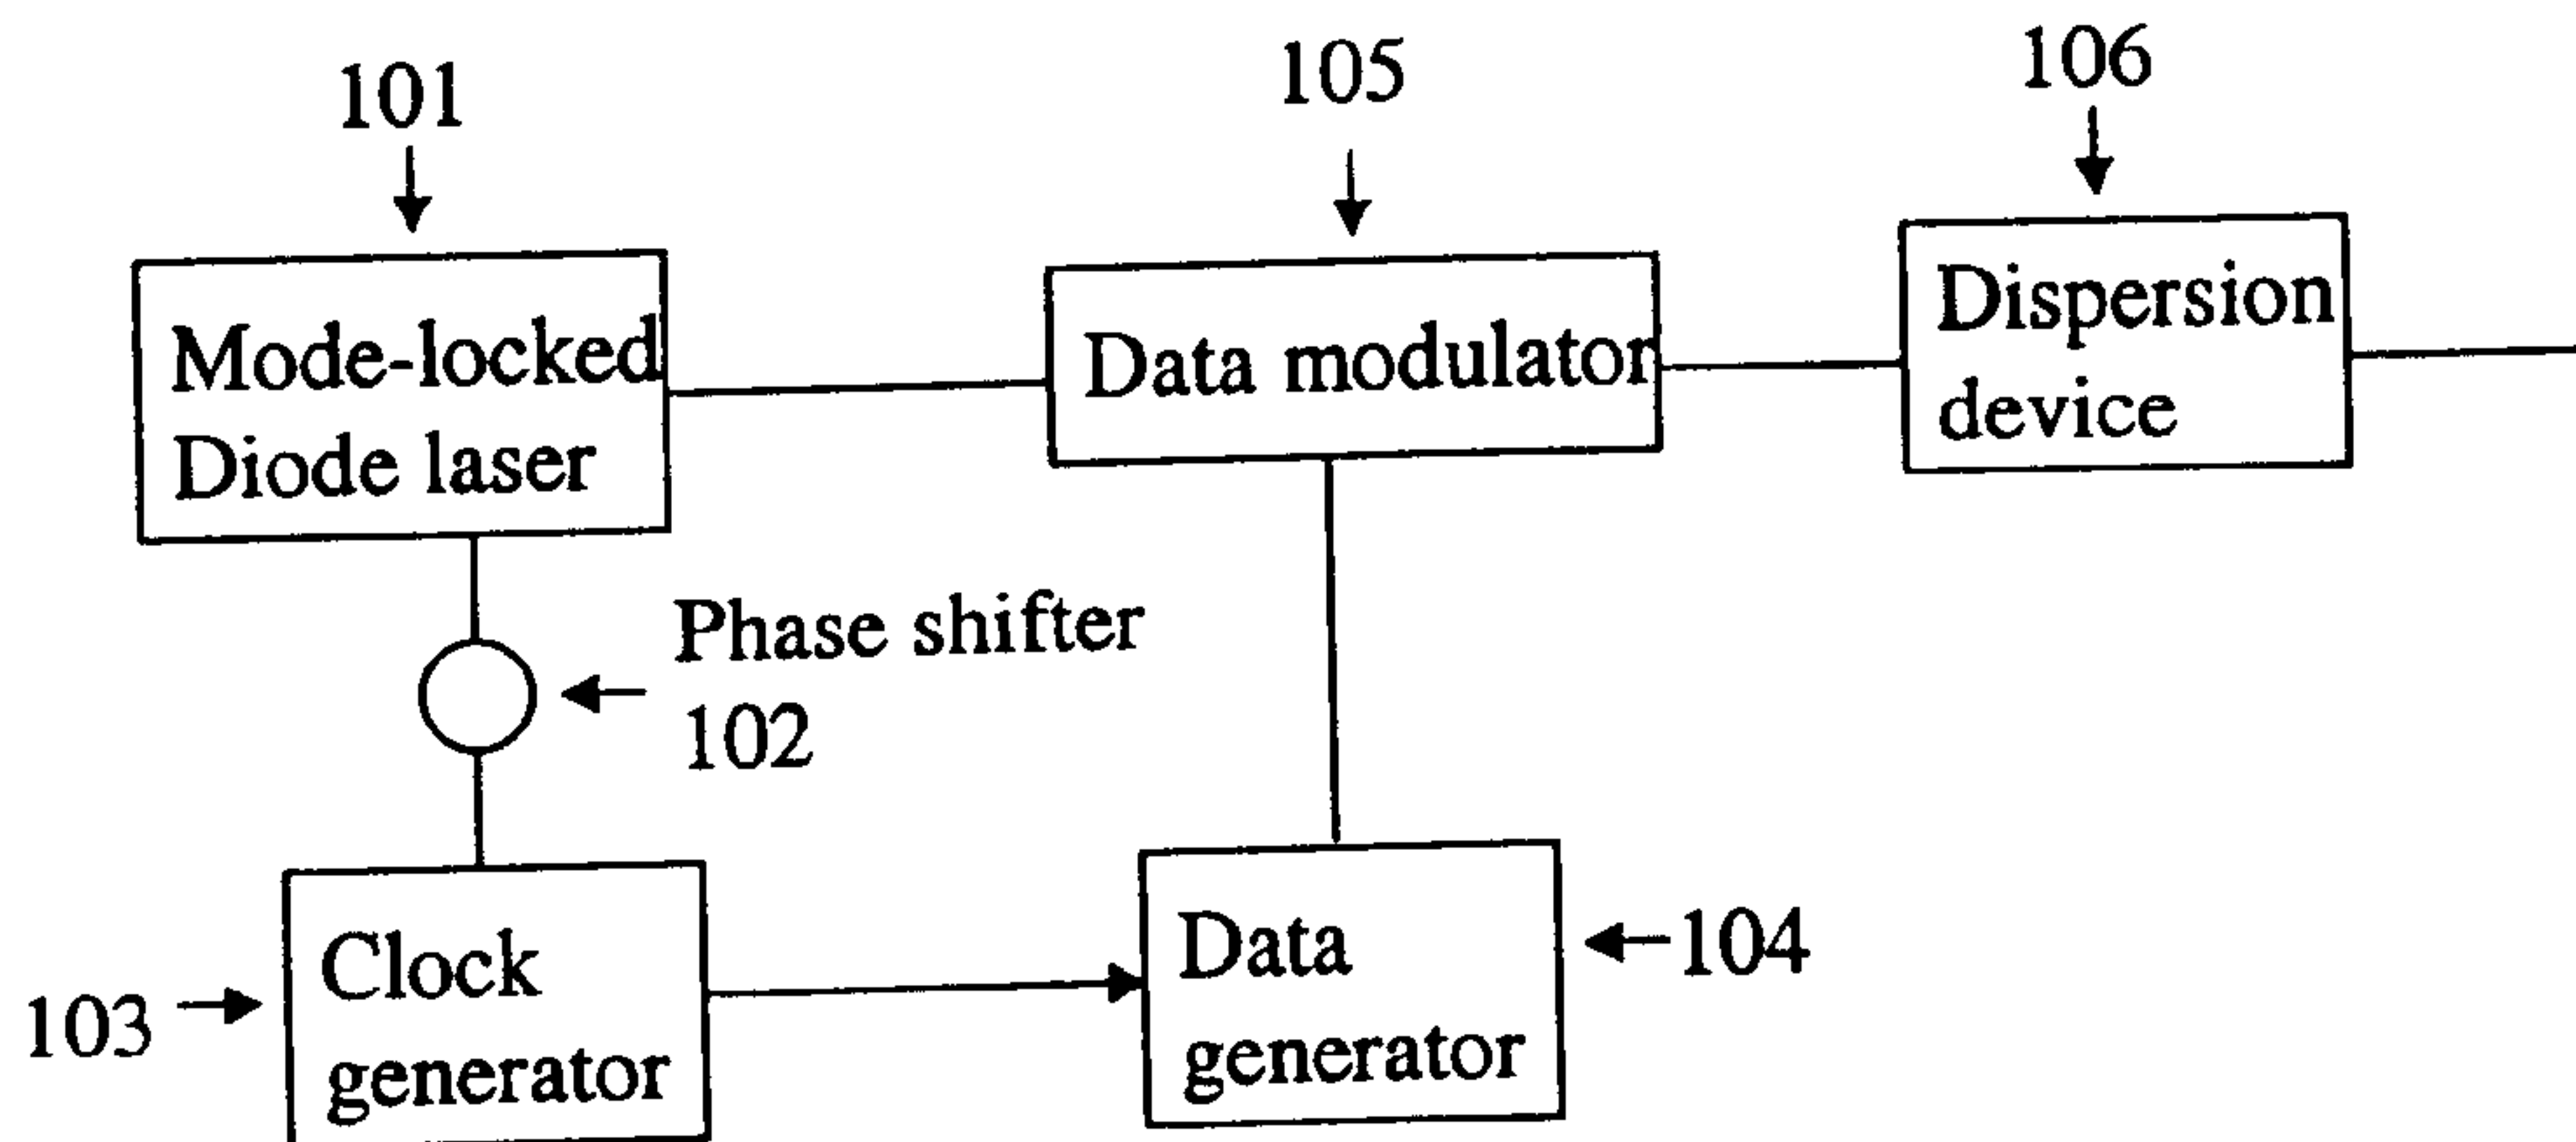 101
105
106
Mode-locked
Diode laser
Data modulator
Dispersion
device
Phase shifter
102
103
Clock
generator
Data
generator
104